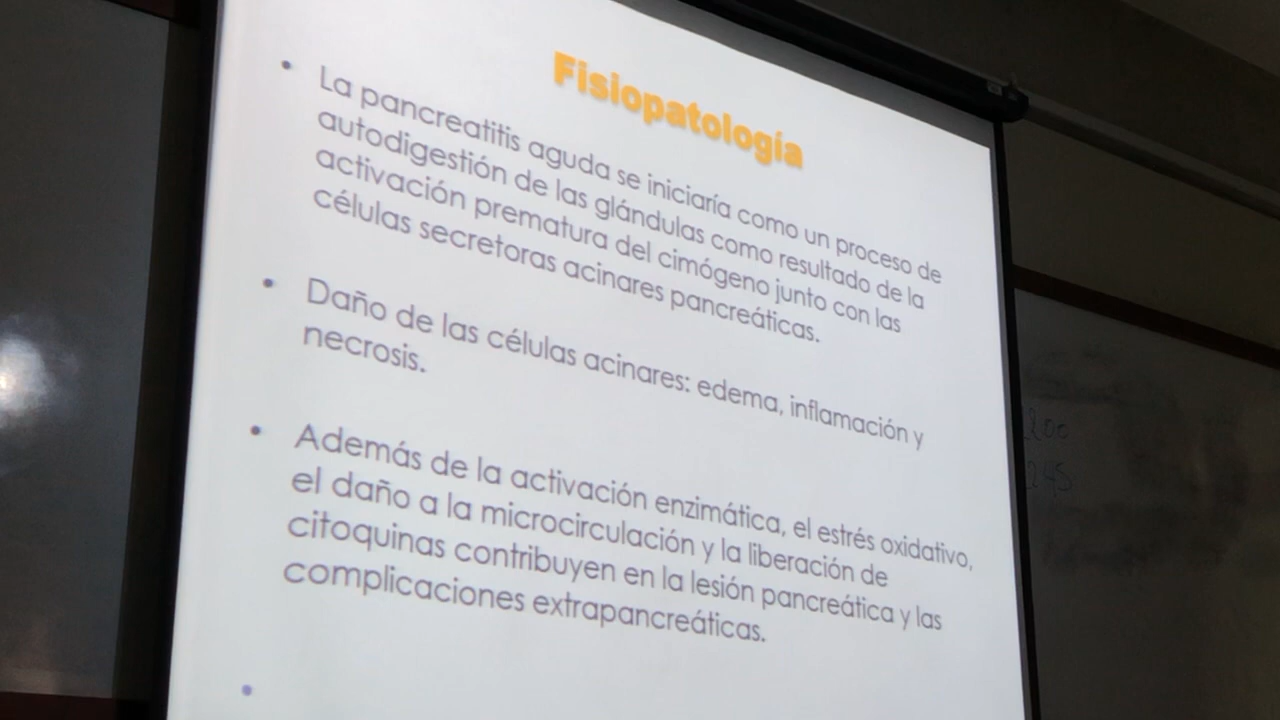 Fisiopatología
• La pancreatitis aguda se iniciaría como un proceso de
autodigestión de las glándulas como resultado de la
activación prematura del cimógeno junto con las
células secretoras acinares pancreáticas.
• Daño de las células acinares: edema, inflamación y
necrosis.
• Además de la activación enzimática, el estrés oxidativo,
el daño a la microcirculación y la liberación de
citoquinas contribuyen en la lesión pancreática y las
complicaciones extrapancreáticas.
•